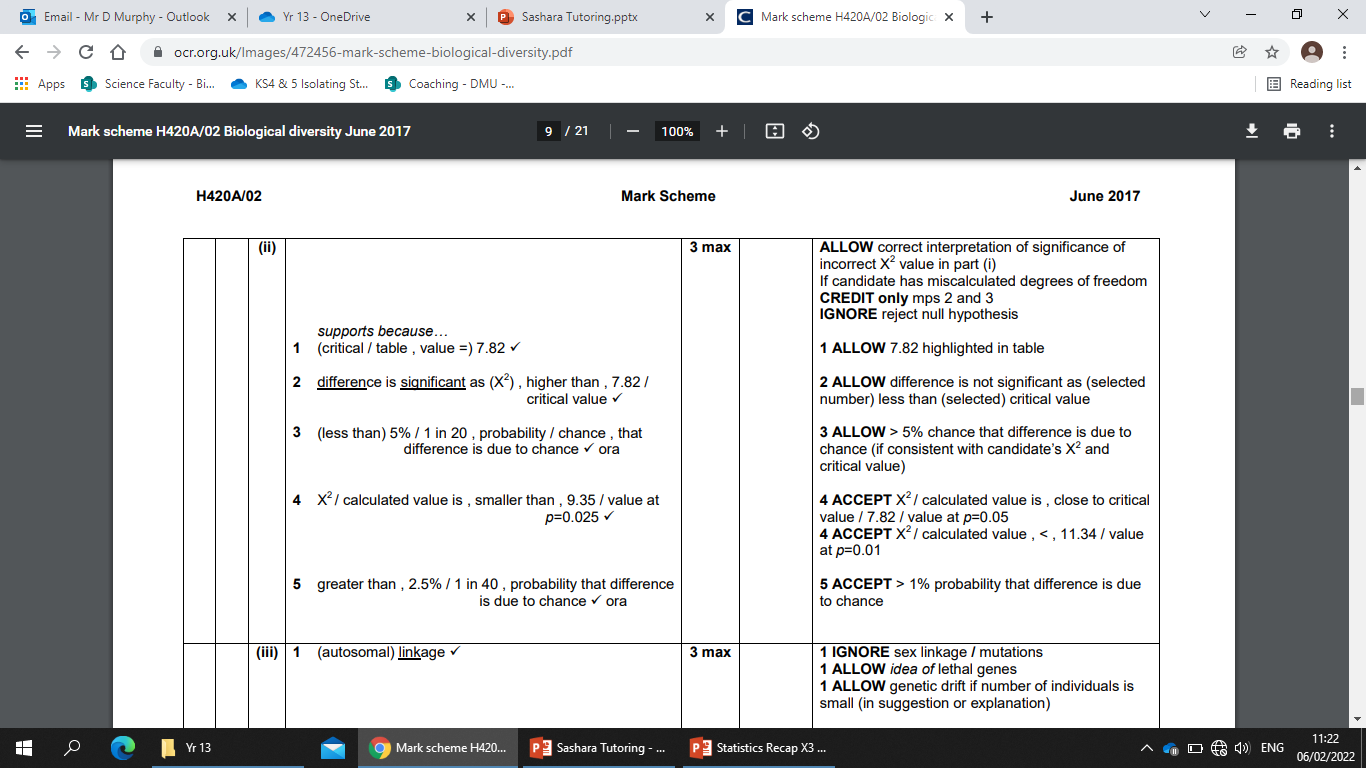 Email - Mr D Murphy - Outlook
Yr 13 - OneDrive
Sashara Tutoring.pptx
Mark scheme H420A/02 Biologic
ocr.org.uk/Images/472456-mark-scheme-biological-diversity.pdf
Apps
Science Faculty - Bi...
KS4 & 5 Isolating St...
Coaching - DMU -...
Reading list
Mark scheme H420A/02 Biological diversity June 2017
9 / 21
100%
H420A/02 Mark Scheme June 2017
(ii)
supports because…
1 (critical / table , value =) 7.82 ✓
2 difference is significant as (X²) , higher than , 7.82 /
critical value ✓
3 (less than) 5% / 1 in 20 , probability / chance , that
difference is due to chance ✓ ora
4 X² / calculated value is , smaller than , 9.35 / value at
p=0.025 ✓
5 greater than , 2.5% / 1 in 40 , probability that difference
is due to chance ✓ ora
3 max
ALLOW correct interpretation of significance of
incorrect X² value in part (i)
If candidate has miscalculated degrees of freedom
CREDIT only mps 2 and 3
IGNORE reject null hypothesis
1 ALLOW 7.82 highlighted in table
2 ALLOW difference is not significant as (selected
number) less than (selected) critical value
3 ALLOW > 5% chance that difference is due to
chance (if consistent with candidate's X² and
critical value)
4 ACCEPT X² / calculated value is , close to critical
value / 7.82 / value at p=0.05
4 ACCEPT X² / calculated value , < , 11.34 / value
at p=0.01
5 ACCEPT > 1% probability that difference is due
to chance
(iii) 1 (autosomal) linkage ✓
3 max
1 IGNORE sex linkage / mutations
1 ALLOW idea of lethal genes
1 ALLOW genetic drift if number of individuals is
small (in suggestion or explanation)
Yr 13
Mark scheme H420...
Sashara Tutoring - ...
Statistics Recap X3 ...
ENG
11:22
06/02/2022